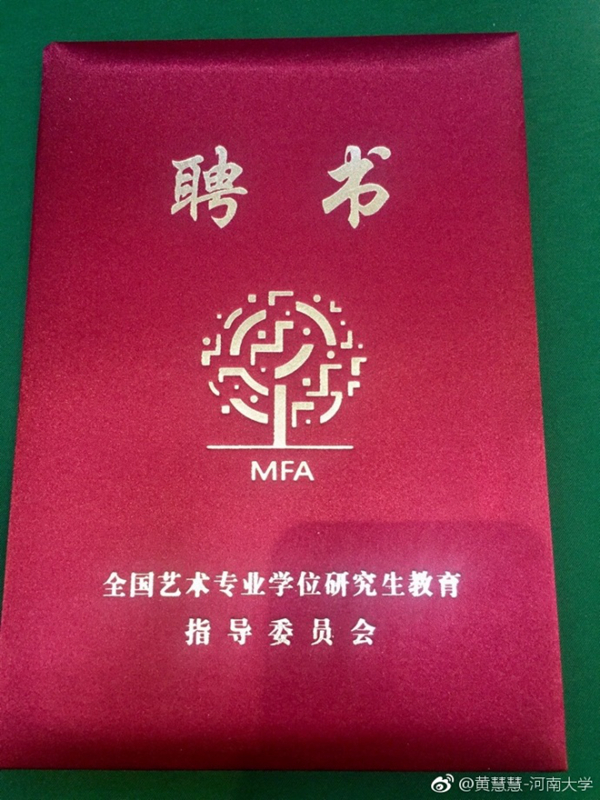 聘书
MFA
全国艺术专业学位研究生教育
指导委员会
@黄慧慧-河南大学